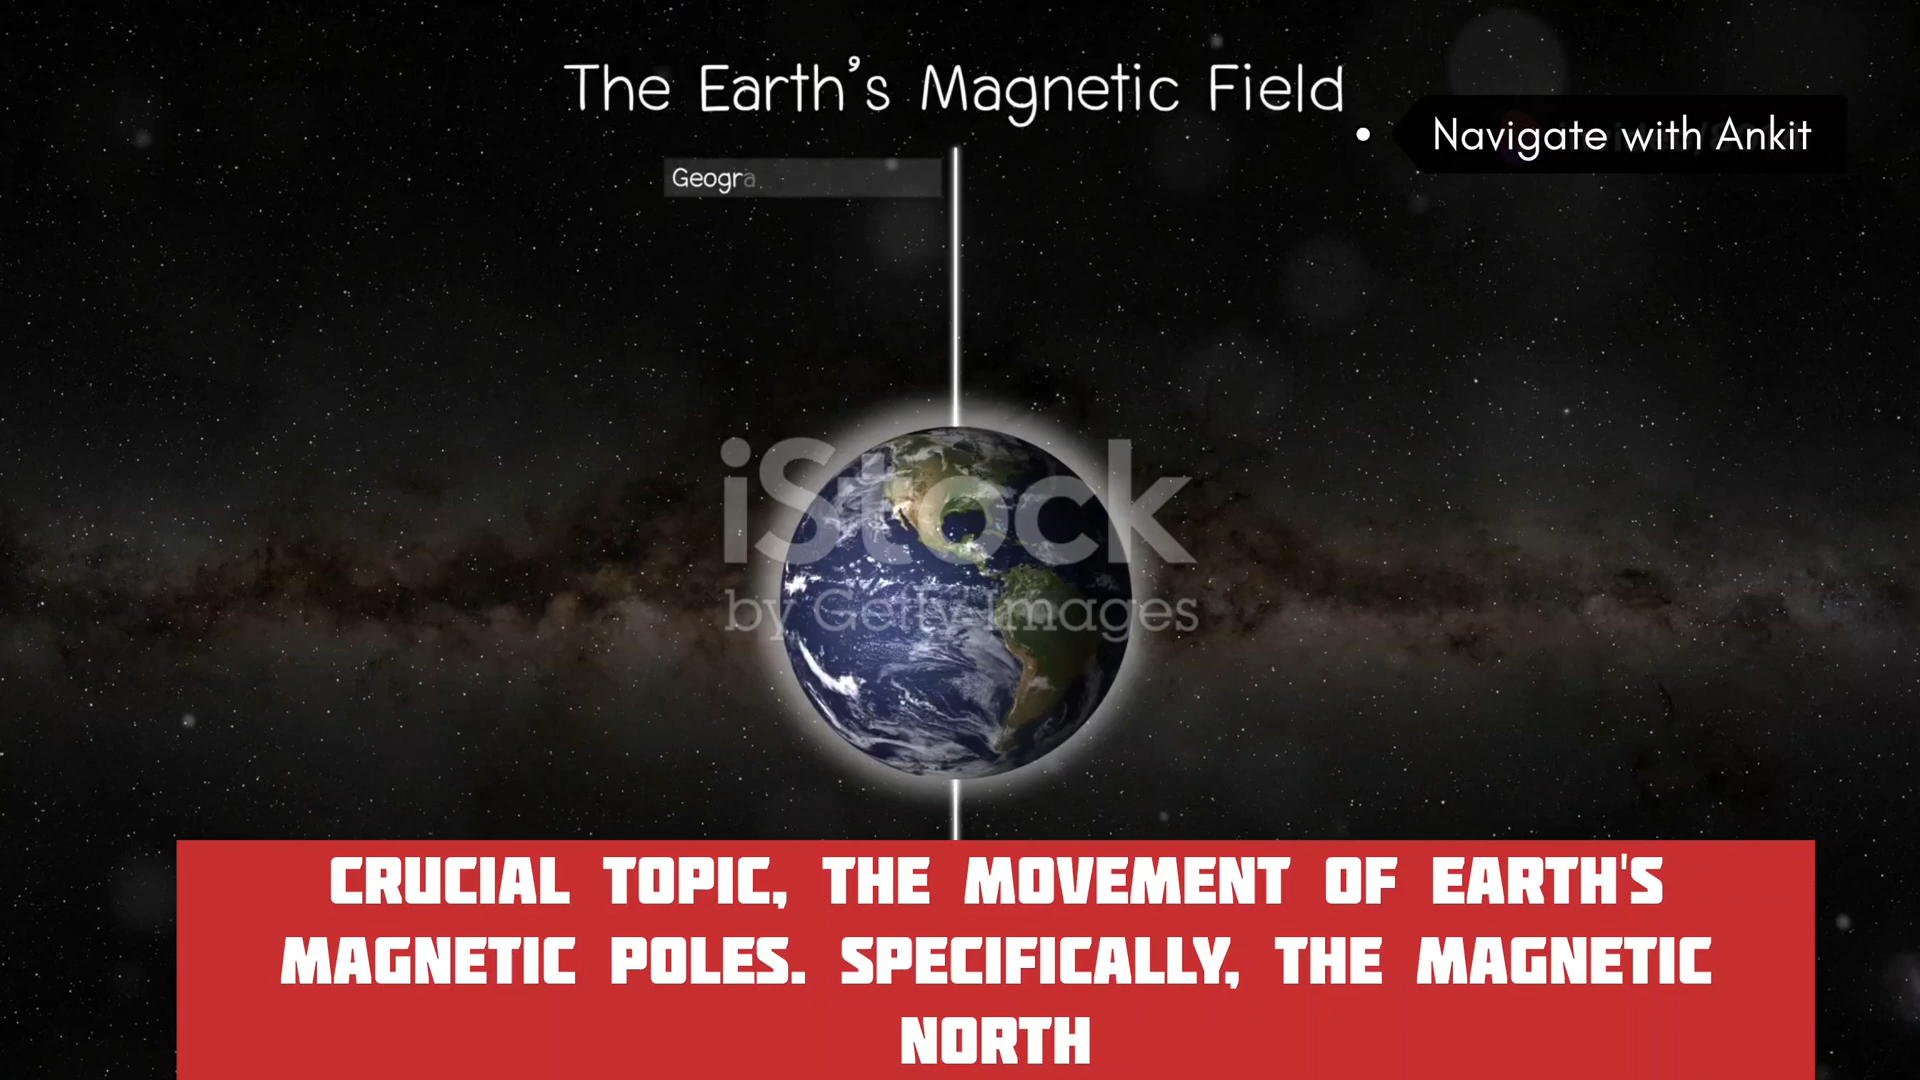 The Earth's Magnetic Field
Navigate with Ankit
Geogra
iStock
by Getty Images
CRUCIAL TOPIC, THE MOVEMENT OF EARTH'S
MAGNETIC POLES. SPECIFICALLY, THE MAGNETIC
NORTH